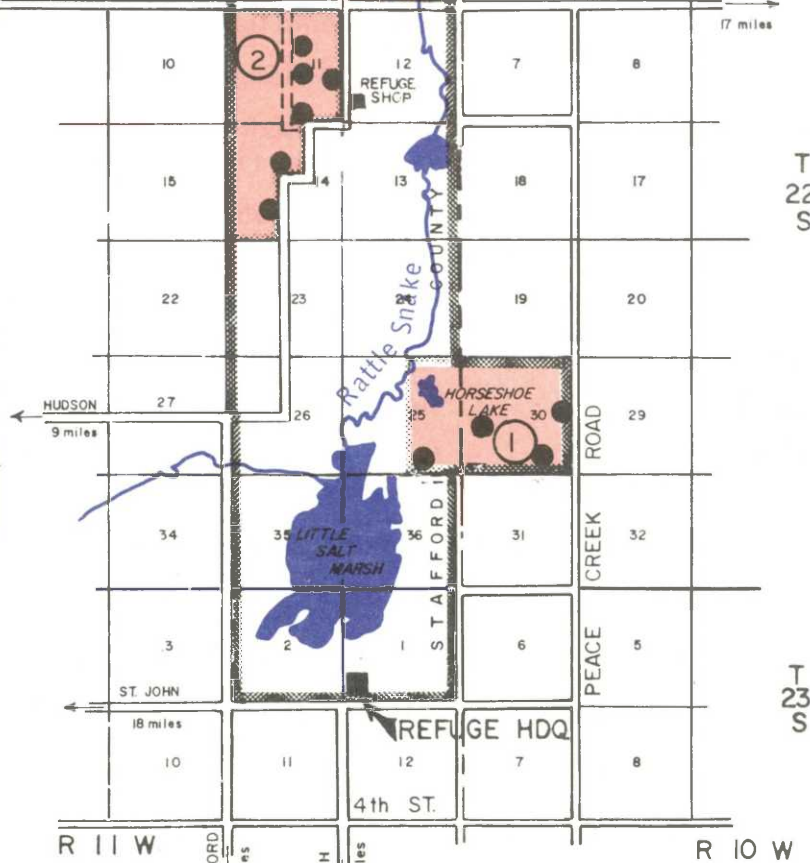 17 miles
10
2
11
12
7
8
REFUGE
SHOP
15
14
13
18
17
T
22
S
COUNTY
22
23
24
19
20
Rattle Snake
HUDSON
9 miles
27
26
25
HORSESHOE
LAKE
30
29
1
ROAD
34
35
LITTLE
SALT
MARSH
36
31
32
STAFFORD
CREEK
3
2
1
6
5
PEACE
ST. JOHN
18 miles
T
23
S
REFUGE HDQ
10
11
12
7
8
4th ST.
R 11 W
R 10 W
ORD
es
H
les